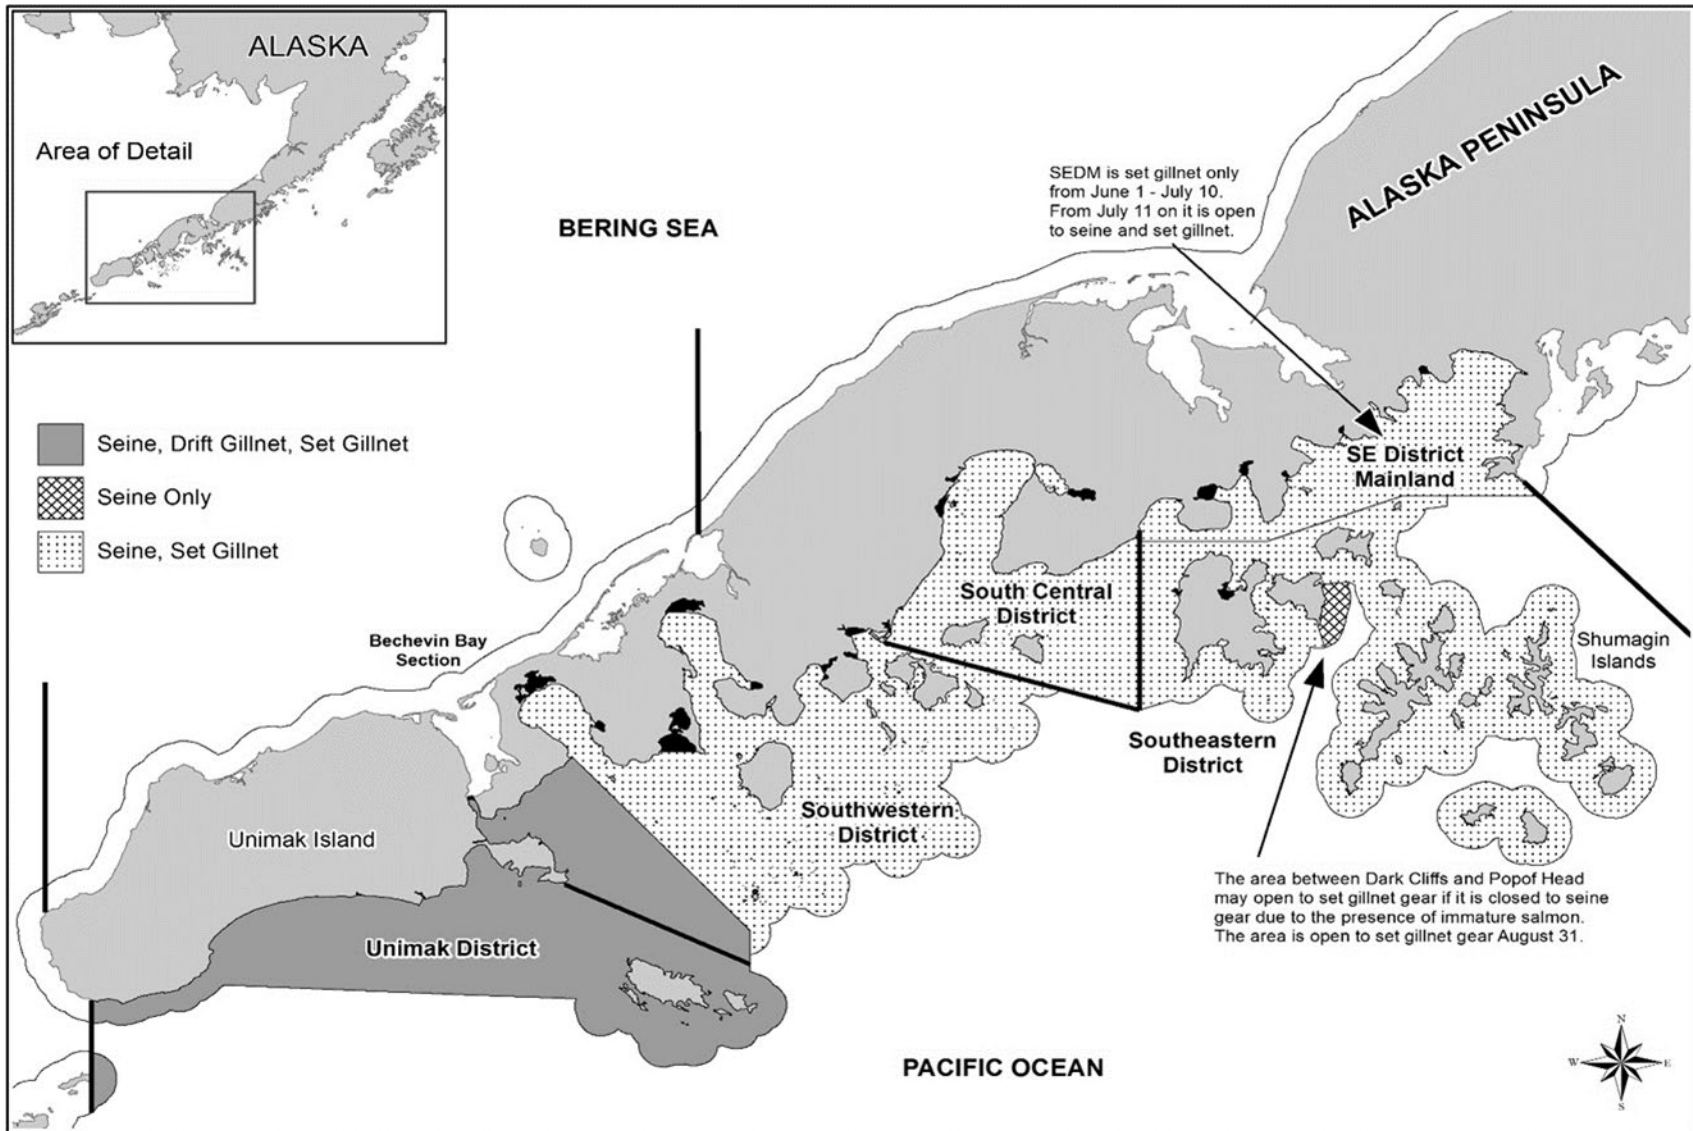 ALASKA
Area of Detail
ALASKA PENINSULA
SEDM is set gillnet only
from June 1 - July 10.
From July 11 on it is open
to seine and set gillnet.
BERING SEA
Seine, Drift Gillnet, Set Gillnet
Seine Only
Seine, Set Gillnet
SE District
Mainland
South Central
District
Bechevin Bay
Section
Shumagin
Islands
Southeastern
District
Southwestern
District
Unimak Island
The area between Dark Cliffs and Popof Head
may open to set gillnet gear if it is closed to seine
gear due to the presence of immature salmon.
The area is open to set gillnet gear August 31.
Unimak District
PACIFIC OCEAN
N
W
E
S